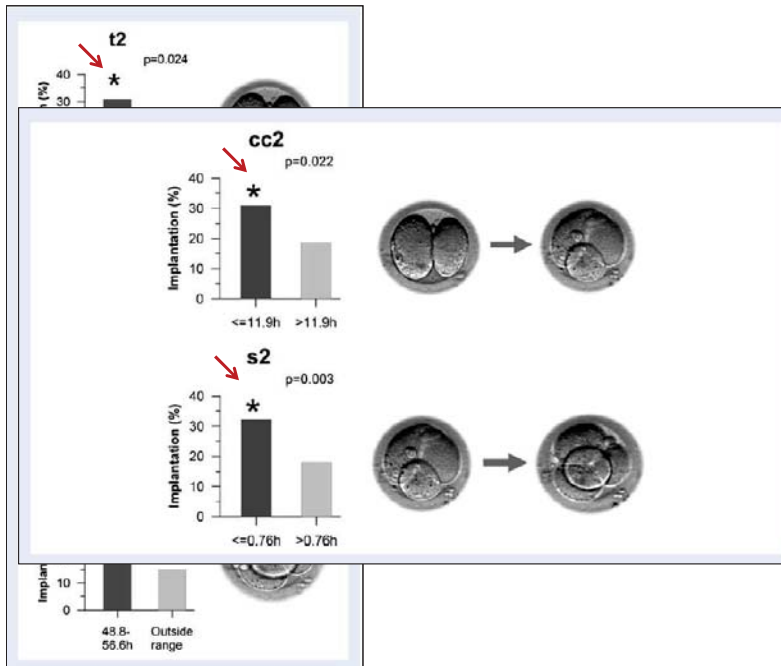 t2
p=0.024
*
40
30
cc2
p=0.022
Implantation (%)
40
30
20
10
0
*
<=11.9h >11.9h
s2
p=0.003
Implantation (%)
40
30
20
10
0
*
<=0.76h >0.76h
10
0
48.8-
56.6h
Outside
range